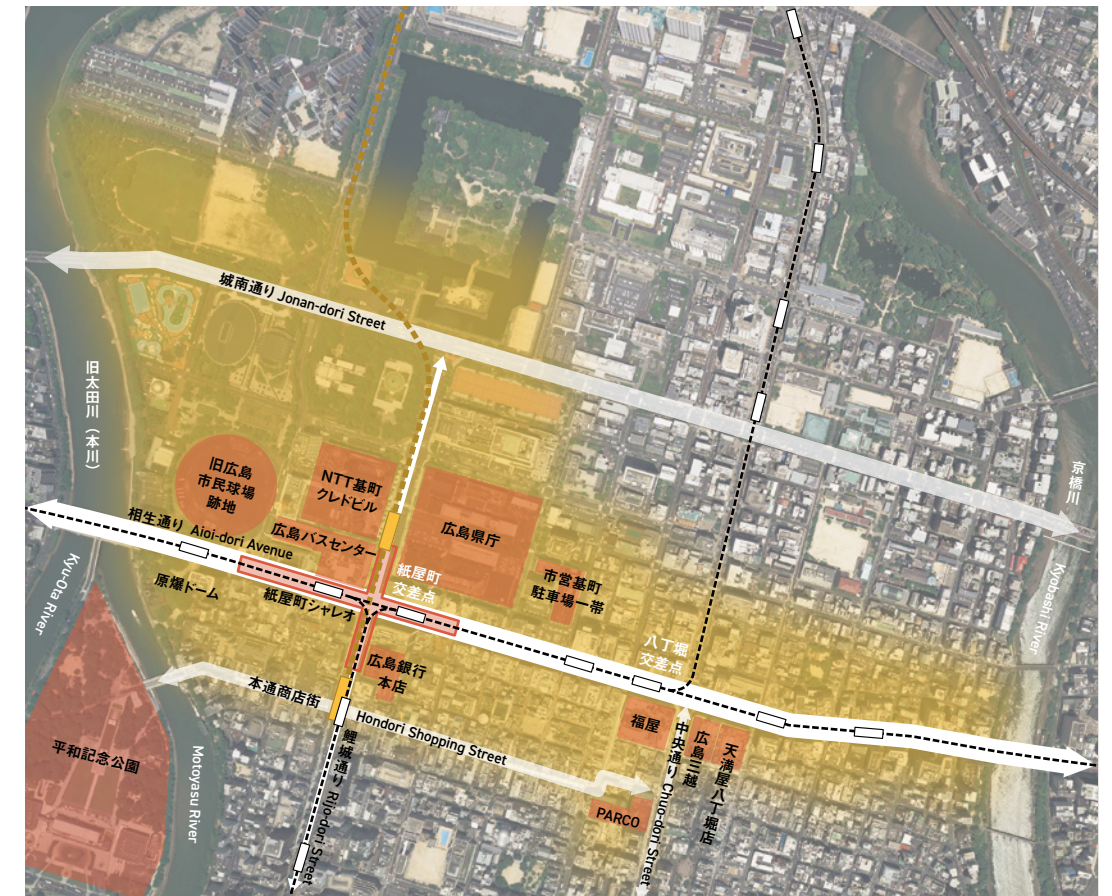 城南通り Jonan-dori Street
旧太田川（本川）
京橋川
旧広島
市民球場
跡地
NTT基町
クレドビル
広島県庁
相生通り Aioi-dori Avenue
広島バスセンター
紙屋町
交差点
市営基町
駐車場一帯
Kyu-Ota River
原爆ドーム
紙屋町シャレオ
Kyobashi River
八丁堀
交差点
広島銀行
本店
本通商店街
Hondori Shopping Street
福屋
中央通り Chuo-dori Street
広島三越
天満屋八丁堀店
平和記念公園
Motoyasu River
鯉城通り Rijo-dori Street
PARCO